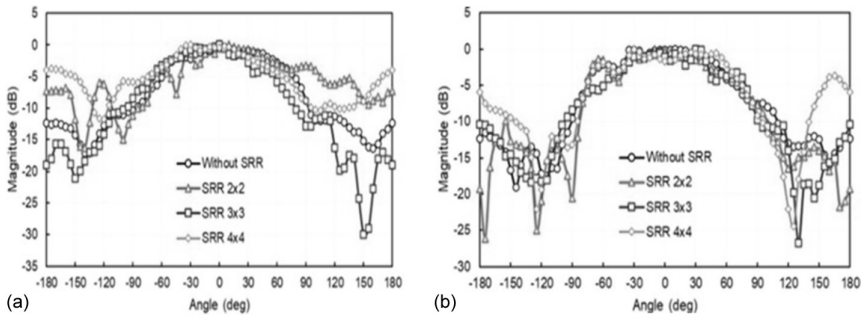 5
0
-5
-10
-15
-20
-25
-30
-35
Magnitude (dB)
Without SRR
SRR 2x2
SRR 3x3
SRR 4x4
-180 -150 -120 -90 -60 -30 0 30 60 90 120 150 180
Angle (deg)
(a)
5
0
-5
-10
-15
-20
-25
-30
Magnitude (dB)
Without SRR
SRR 2x2
SRR 3x3
SRR 4x4
-180 -150 -120 -90 -60 -30 0 30 60 90 120 150 180
Angle (deg)
(b)